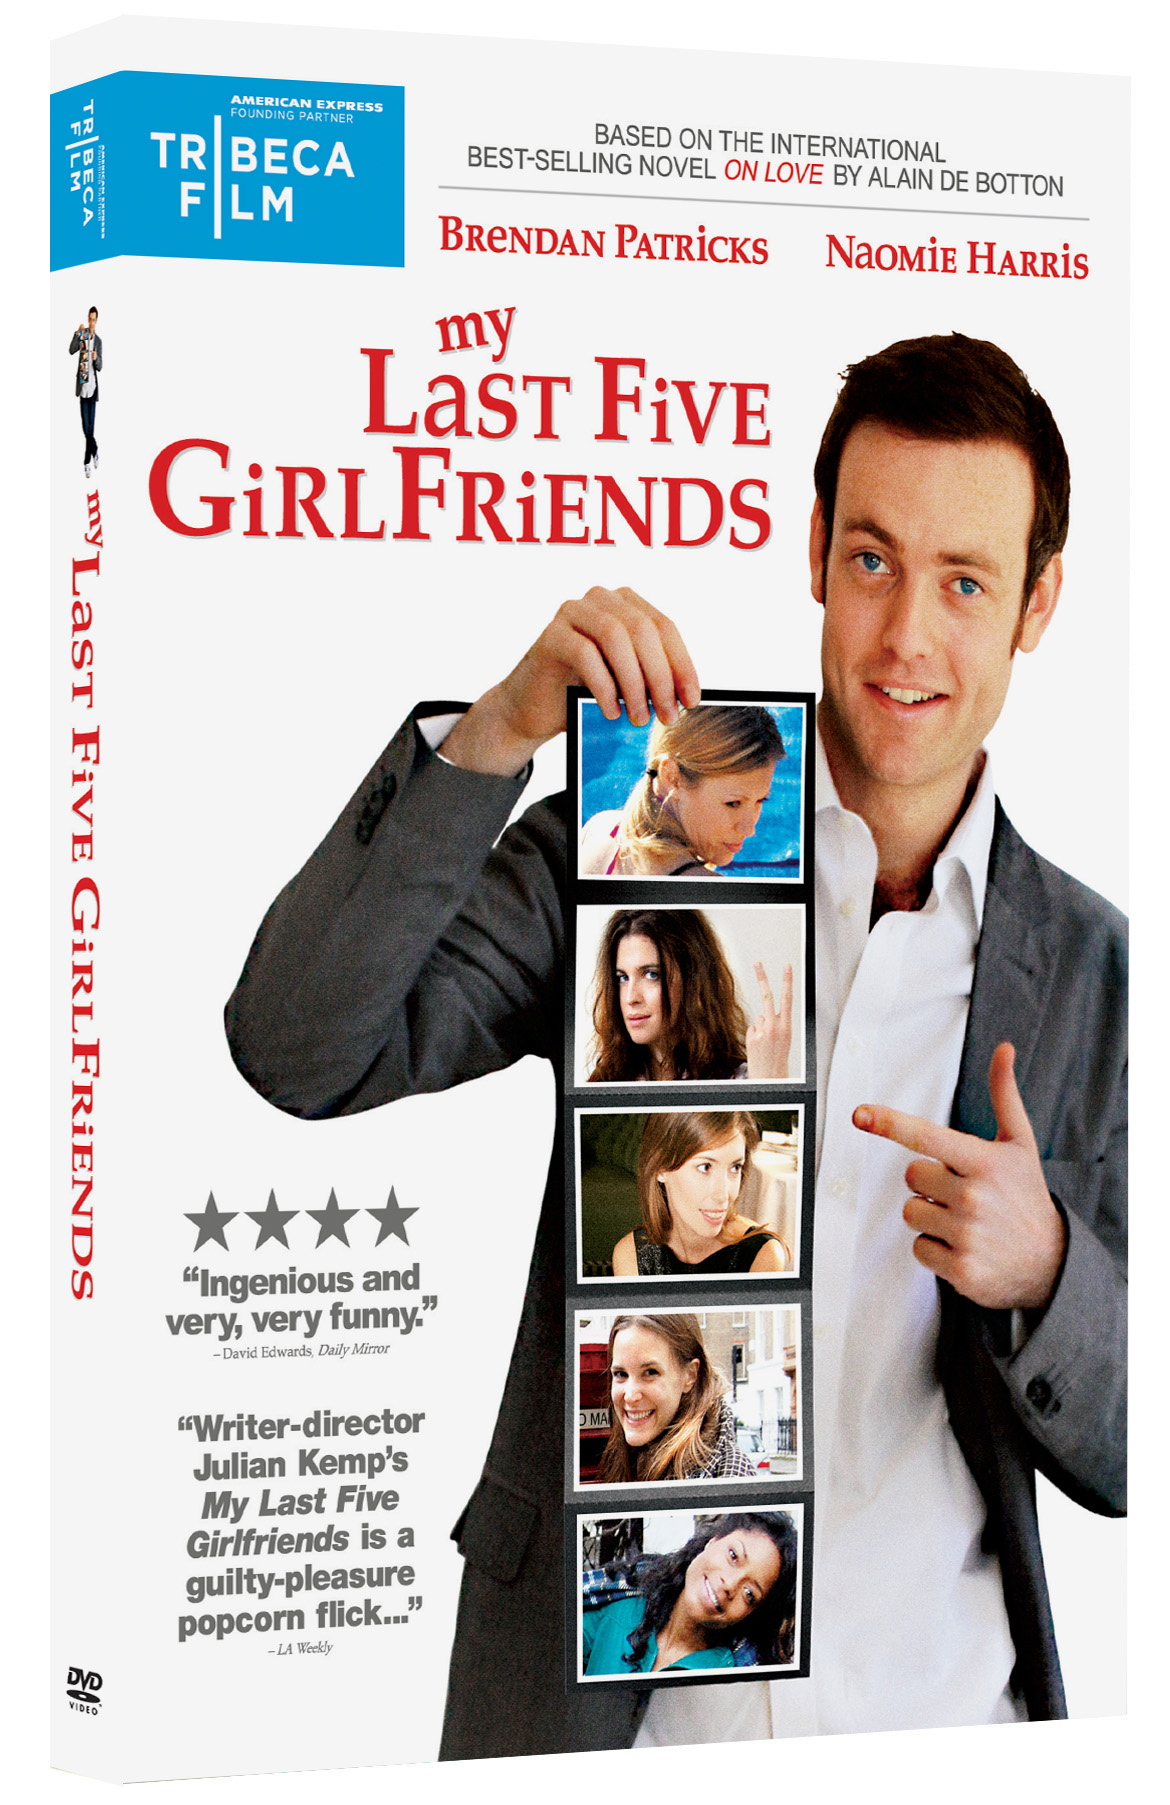 AMERICAN EXPRESS
FOUNDING PARTNER
TRIBECA
FILM
BASED ON THE INTERNATIONAL
BEST-SELLING NOVEL ON LOVE BY ALAIN DE BOTTON
BRENDAN PATRiCKS NaOMiE HARRiS
my
LaST FiVE
GiRLFRiENDS
★★★★
“Ingenious and
very, very funny.”
– David Edwards, Daily Mirror
“Writer-director
Julian Kemp’s
My Last Five
Girlfriends is a
guilty-pleasure
popcorn flick...”
– LA Weekly
D MA
TRIBECA
FILM
my LaST FiVE GiRLFRiENDS
DVD
VIDEO